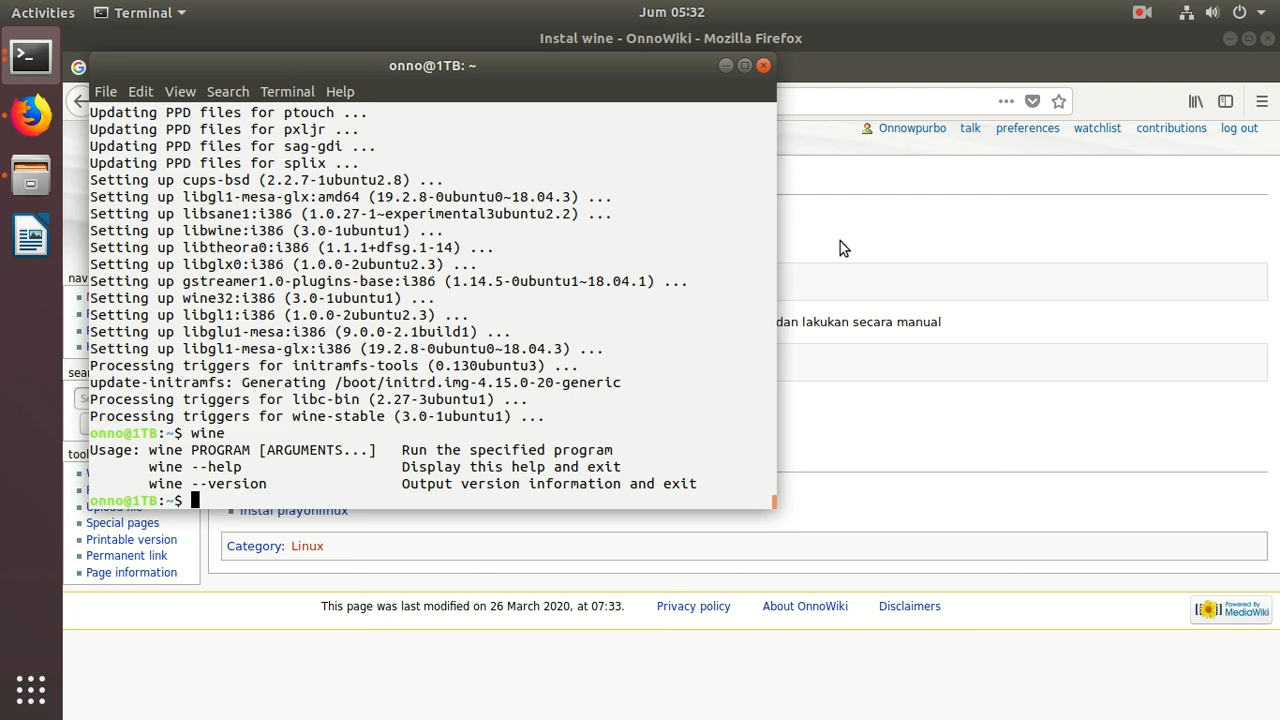 Activities Terminal Jum 05:32
Instal wine - OnnoWiki - Mozilla Firefox
onno@1TB: ~
File Edit View Search Terminal Help
Updating PPD files for ptouch ...
Updating PPD files for pxljr ...
Updating PPD files for sag-gdi ...
Updating PPD files for splix ...
Setting up cups-bsd (2.2.7-1ubuntu2.8) ...
Setting up libgl1-mesa-glx:amd64 (19.2.8-0ubuntu0~18.04.3) ...
Setting up libsane1:i386 (1.0.27-1~experimental3ubuntu2.2) ...
Setting up libwine:i386 (3.0-1ubuntu1) ...
Setting up libtheora0:i386 (1.1.1+dfsg.1-14) ...
Setting up libglx0:i386 (1.0.0-2ubuntu2.3) ...
Setting up gstreamer1.0-plugins-base:i386 (1.14.5-0ubuntu1~18.04.1) ...
Setting up wine32:i386 (3.0-1ubuntu1) ...
Setting up libgl1:i386 (1.0.0-2ubuntu2.3) ...
Setting up libglu1-mesa:i386 (9.0.0-2.1build1) ...
Setting up libgl1-mesa-glx:i386 (19.2.8-0ubuntu0~18.04.3) ...
Processing triggers for initramfs-tools (0.130ubuntu3) ...
update-initramfs: Generating /boot/initrd.img-4.15.0-20-generic
Processing triggers for libc-bin (2.27-3ubuntu1) ...
Processing triggers for wine-stable (3.0-1ubuntu1) ...
onno@1TB:~$ wine
Usage: wine PROGRAM [ARGUMENTS...] Run the specified program
wine --help Display this help and exit
wine --version Output version information and exit
onno@1TB:~$
Onnowpurbo talk preferences watchlist contributions log out
nav
dan lakukan secara manual
sea
too
Upload file
Special pages
Printable version
Permanent link
Page information
Instal playonlinux
Category: Linux
This page was last modified on 26 March 2020, at 07:33. Privacy policy About OnnoWiki Disclaimers
Powered By MediaWiki